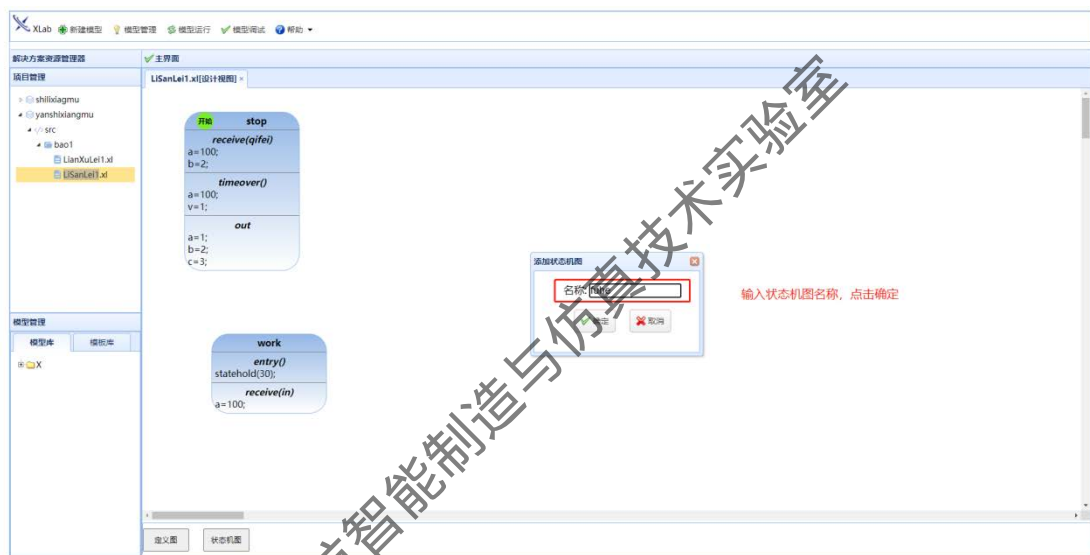 XLab 新建模型 模型管理 模型运行 模型调试 帮助
解决方案资源管理器
主界面
项目管理
LiSanLei1.xl[设计视图]
shilixiagmu
yanshixiangmu
src
bao1
LianXuLei1.xl
LiSanLei1.xl
开始 stop
receive(qifei)
a=100;
b=2;
timeover()
a=100;
v=1;
out
a=1;
b=2;
c=3;
添加状态机图
名称:
确定 取消
输入状态机图名称，点击确定
work
entry()
statehold(30);
receive(in)
a=100;
模型管理
模型库 模板库
X
定义图 状态机图
智能制造与仿真技术实验室